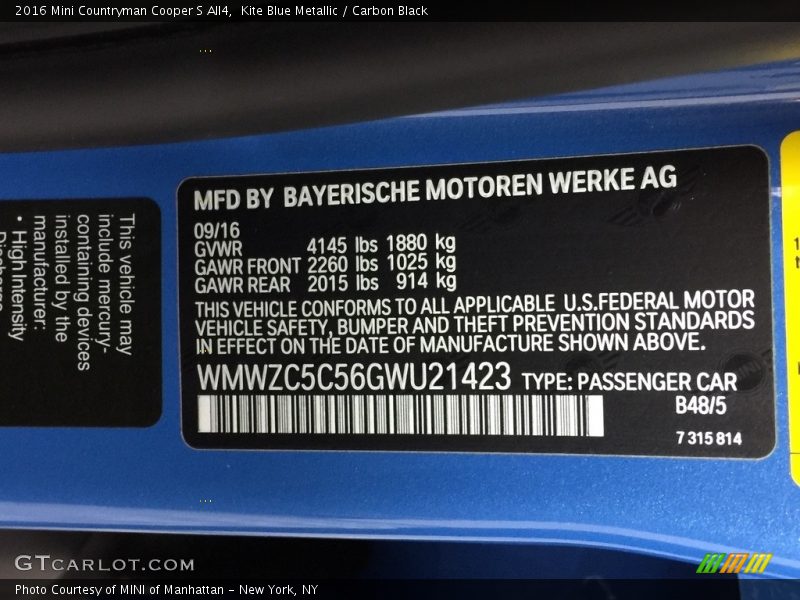 2016 Mini Countryman Cooper S All4,  Kite Blue Metallic / Carbon Black
MFD BY BAYERISCHE MOTOREN WERKE AG
09/16
GVWR 4145 lbs 1880 kg
GAWR FRONT 2260 lbs 1025 kg
GAWR REAR 2015 lbs 914 kg
THIS VEHICLE CONFORMS TO ALL APPLICABLE U.S.FEDERAL MOTOR
VEHICLE SAFETY, BUMPER AND THEFT PREVENTION STANDARDS
IN EFFECT ON THE DATE OF MANUFACTURE SHOWN ABOVE.
WMWZC5C56GWU21423 TYPE: PASSENGER CAR
B48/5
7 315 814
This vehicle may
include mercury-
containing devices
installed by the
manufacturer:
• High Intensity
Discharge
GTCARLOT.COM
Photo Courtesy of MINI of Manhattan - New York, NY